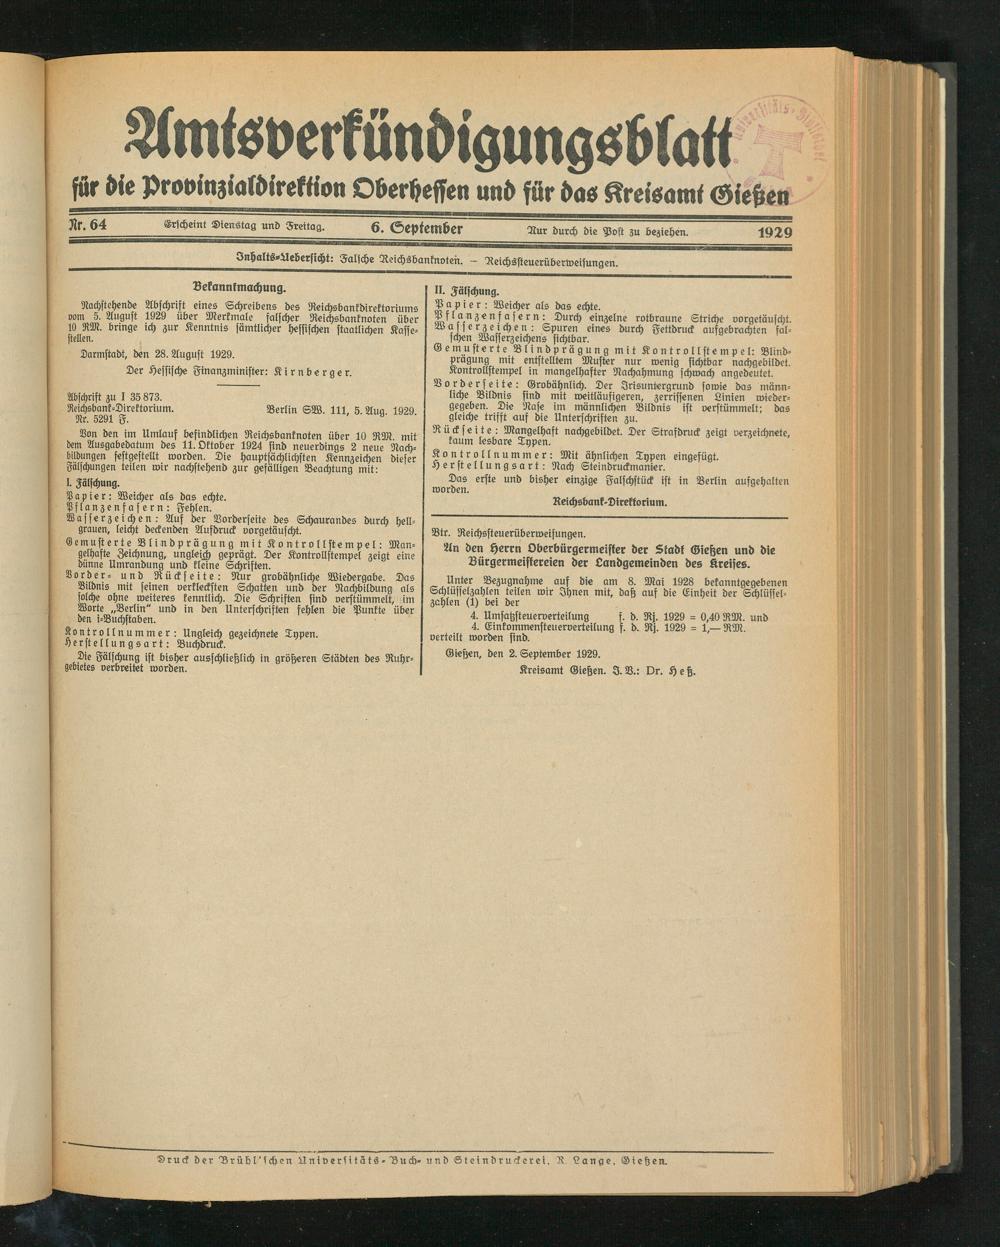 Amtsverkündigungsblatt
für die Provinzialdirektion Oberhessen und für das Kreisamt Gießen
Nr. 64 Erscheint Dienstag und Freitag. 6. September Nur durch die Post zu beziehen. 1929
Inhalts-Uebersicht: Falsche Reichsbanknoten. – Reichssteuerüberweisungen.
Bekanntmachung.
Nachstehende Abschrift eines Schreibens des Reichsbankdirektoriums
vom 5. August 1929 über Merkmale falscher Reichsbanknoten über
10 RM. bringe ich zur Kenntnis sämtlicher hessischen staatlichen Kasse-
stellen.
Darmstadt, den 28. August 1929.
Der Hessische Finanzminister: Kirnberger.
Abschrift zu I 35 873.
Reichsbank-Direktorium. Berlin SW. 111, 5. Aug. 1929.
Nr. 5291 F.
Von den im Umlauf befindlichen Reichsbanknoten über 10 RM. mit
dem Ausgabedatum des 11. Oktober 1924 sind neuerdings 2 neue Nach-
bildungen festgestellt worden. Die hauptsächlichsten Kennzeichen dieser
Fälschungen teilen wir nachstehend zur gefälligen Beachtung mit:
I. Fälschung.
Papier: Weicher als das echte.
Pflanzenfasern: Fehlen.
Wasserzeichen: Auf der Vorderseite des Schaurandes durch hell-
grauen, leicht deckenden Aufdruck vorgetäuscht.
Gemusterte Blindprägung mit Kontrollstempel: Man-
gelhafte Zeichnung, ungleich geprägt. Der Kontrollstempel zeigt eine
dünne Umrandung und kleine Schriften.
Vorder- und Rückseite: Nur grobähnliche Wiedergabe. Das
Bildnis mit seinen verklecksten Schatten und der Nachbildung als
solche ohne weiteres kenntlich. Die Schriften sind verstümmelt, im
Worte „Berlin“ und in den Unterschriften fehlen die Punkte über
den i-Buchstaben.
Kontrollnummer: Ungleich gezeichnete Typen.
Herstellungsart: Buchdruck.
Die Fälschung ist bisher ausschließlich in größeren Städten des Ruhr-
gebietes verbreitet worden.
II. Fälschung.
Papier: Weicher als das echte.
Pflanzenfasern: Durch einzelne rotbraune Striche vorgetäuscht.
Wasserzeichen: Spuren eines durch Fettdruck aufgebrachten fal-
schen Wasserzeichens sichtbar.
Gemusterte Blindprägung mit Kontrollstempel: Blind-
prägung mit entstelltem Muster nur wenig sichtbar nachgebildet.
Kontrollstempel in mangelhafter Nachahmung schwach angedeutet.
Vorderseite: Grobähnlich. Der Irisuntergrund sowie das männ-
liche Bildnis sind mit weitläufigeren, zerrissenen Linien wieder-
gegeben. Die Nase im männlichen Bildnis ist verstümmelt; das
gleiche trifft auf die Unterschriften zu.
Rückseite: Mangelhaft nachgebildet. Der Strafdruck zeigt verzeichnete,
kaum lesbare Typen.
Kontrollnummer: Mit ähnlichen Typen eingefügt.
Herstellungsart: Nach Steindruckmanier.
Das erste und bisher einzige Falschstück ist in Berlin aufgehalten
worden.
Reichsbank-Direktorium.
Btr. Reichssteuerüberweisungen.
An den Herrn Oberbürgermeister der Stadt Gießen und die
Bürgermeistereien der Landgemeinden des Kreises.
Unter Bezugnahme auf die am 8. Mai 1928 bekanntgegebenen
Schlüsselzahlen teilen wir Ihnen mit, daß auf die Einheit der Schlüssel-
zahlen (1) bei der
4. Umsatzsteuerverteilung f. d. Rj. 1929 = 0,40 RM. und
4. Einkommensteuerverteilung f. d. Rj. 1929 = 1,— RM.
verteilt worden sind.
Gießen, den 2. September 1929.
Kreisamt Gießen. J. V.: Dr. Heß.
Druck der Brühl'schen Universitäts-Buch- und Steindruckerei, R. Lange, Gießen.